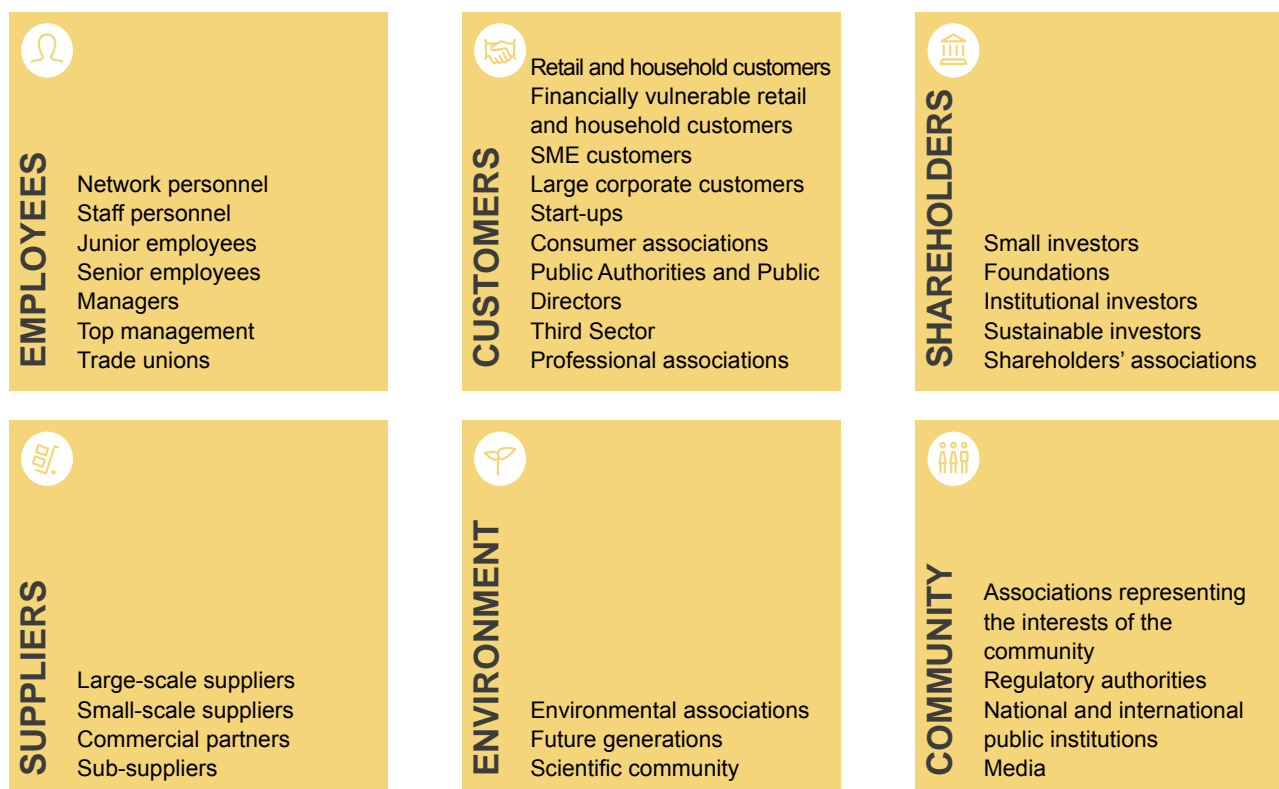 EMPLOYEES
Network personnel
Staff personnel
Junior employees
Senior employees
Managers
Top management
Trade unions
CUSTOMERS
Retail and household customers
Financially vulnerable retail
and household customers
SME customers
Large corporate customers
Start-ups
Consumer associations
Public Authorities and Public
Directors
Third Sector
Professional associations
SHAREHOLDERS
Small investors
Foundations
Institutional investors
Sustainable investors
Shareholders’ associations
SUPPLIERS
Large-scale suppliers
Small-scale suppliers
Commercial partners
Sub-suppliers
ENVIRONMENT
Environmental associations
Future generations
Scientific community
COMMUNITY
Associations representing
the interests of the
community
Regulatory authorities
National and international
public institutions
Media